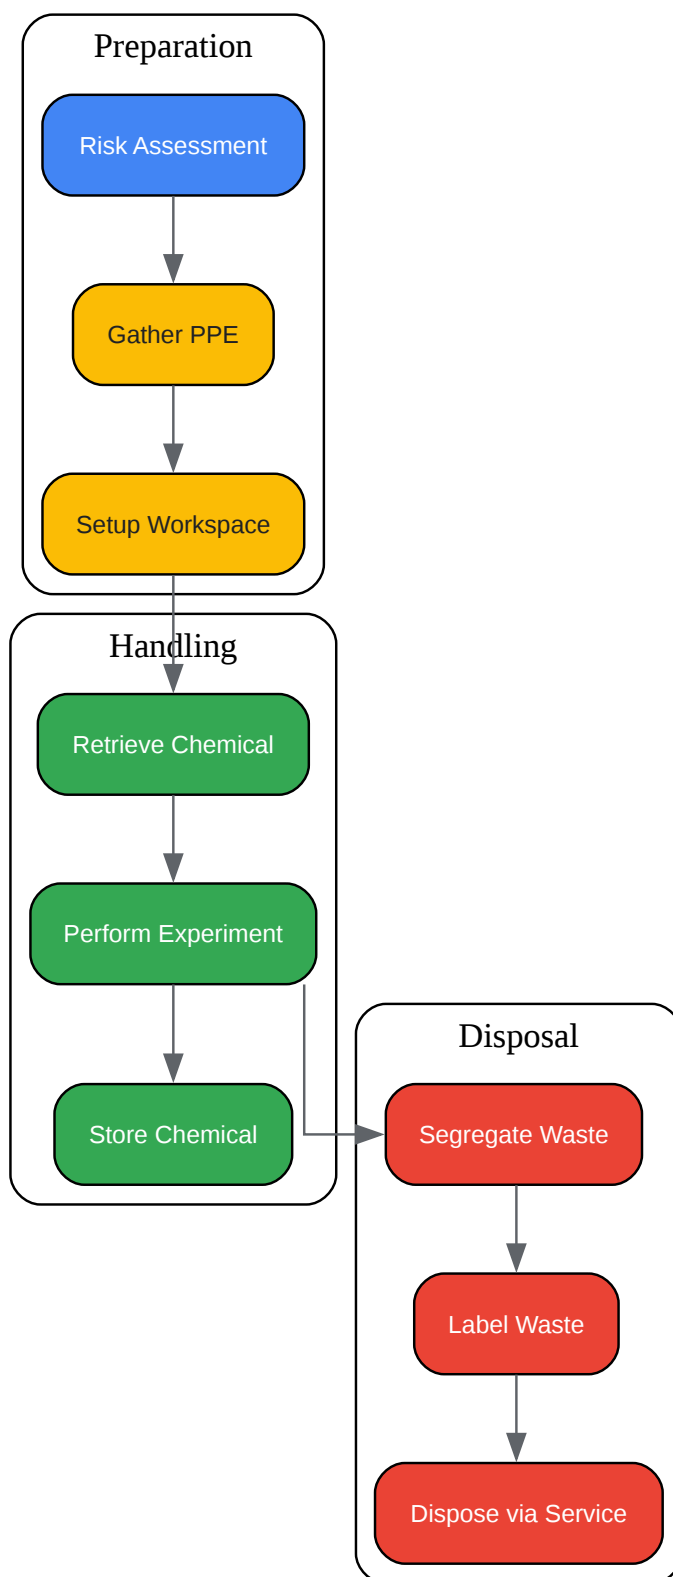 Preparation
Risk Assessment
Gather PPE
Setup Workspace
Handling
Retrieve Chemical
Perform Experiment
Store Chemical
Disposal
Segregate Waste
Label Waste
Dispose via Service